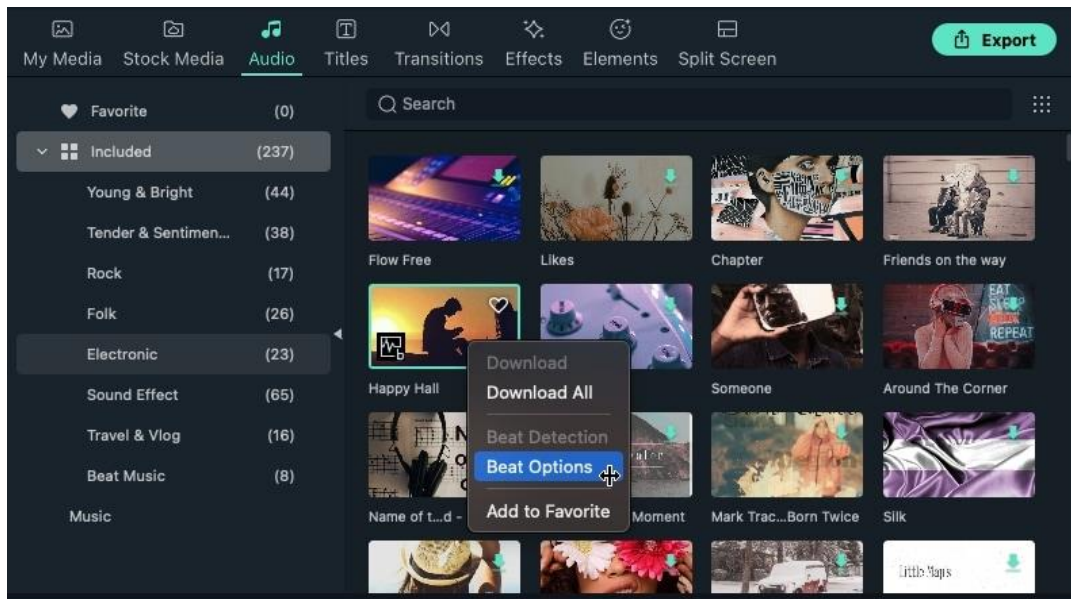 My Media Stock Media Audio Titles Transitions Effects Elements Split Screen Export
Favorite (0)
Search
Included (237)
Young & Bright (44)
Tender & Sentimen... (38)
Rock (17)
Folk (26)
Electronic (23)
Sound Effect (65)
Travel & Vlog (16)
Beat Music (8)
Music
Flow Free Likes Chapter Friends on the way
EAT
SLEEP
REPEAT
Happy Hall Someone Around The Corner
Download
Download All
Beat Detection
Beat Options
Add to Favorite
Name of t...d - Moment Mark Trac...Born Twice Silk
Little Maps